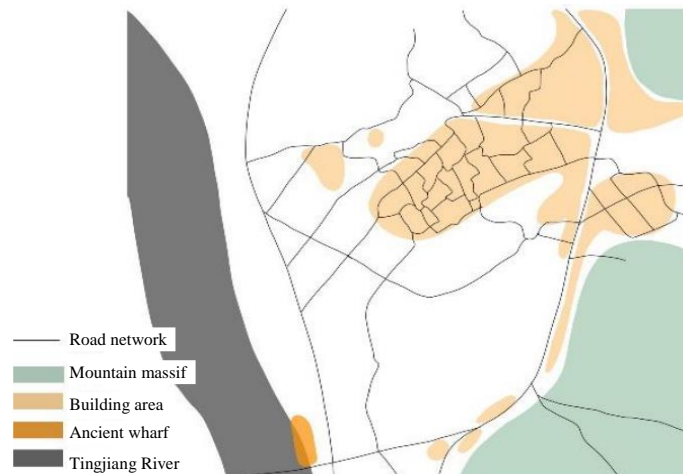 Road network
Mountain massif
Building area
Ancient wharf
Tingjiang River